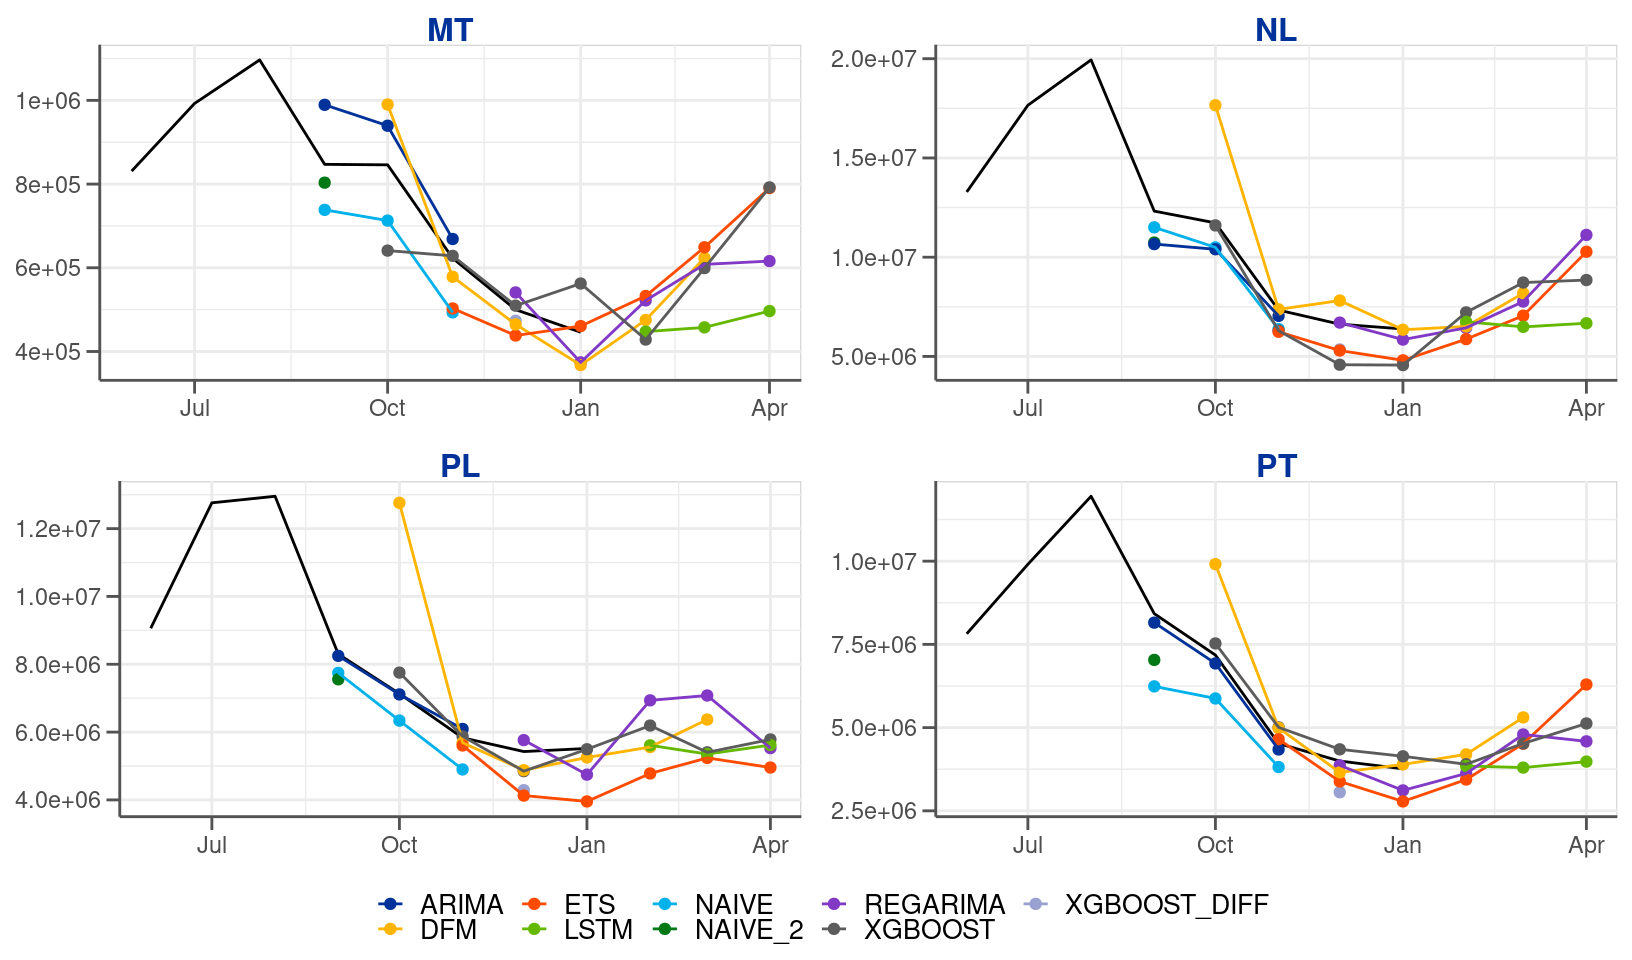 MT
NL
1e+06
8e+05
6e+05
4e+05
Jul Oct Jan Apr
2.0e+07
1.5e+07
1.0e+07
5.0e+06
Jul Oct Jan Apr
PL
PT
1.2e+07
1.0e+07
8.0e+06
6.0e+06
4.0e+06
Jul Oct Jan Apr
1.0e+07
7.5e+06
5.0e+06
2.5e+06
Jul Oct Jan Apr
ARIMA ETS NAIVE REGARIMA XGBOOST_DIFF
DFM LSTM NAIVE_2 XGBOOST